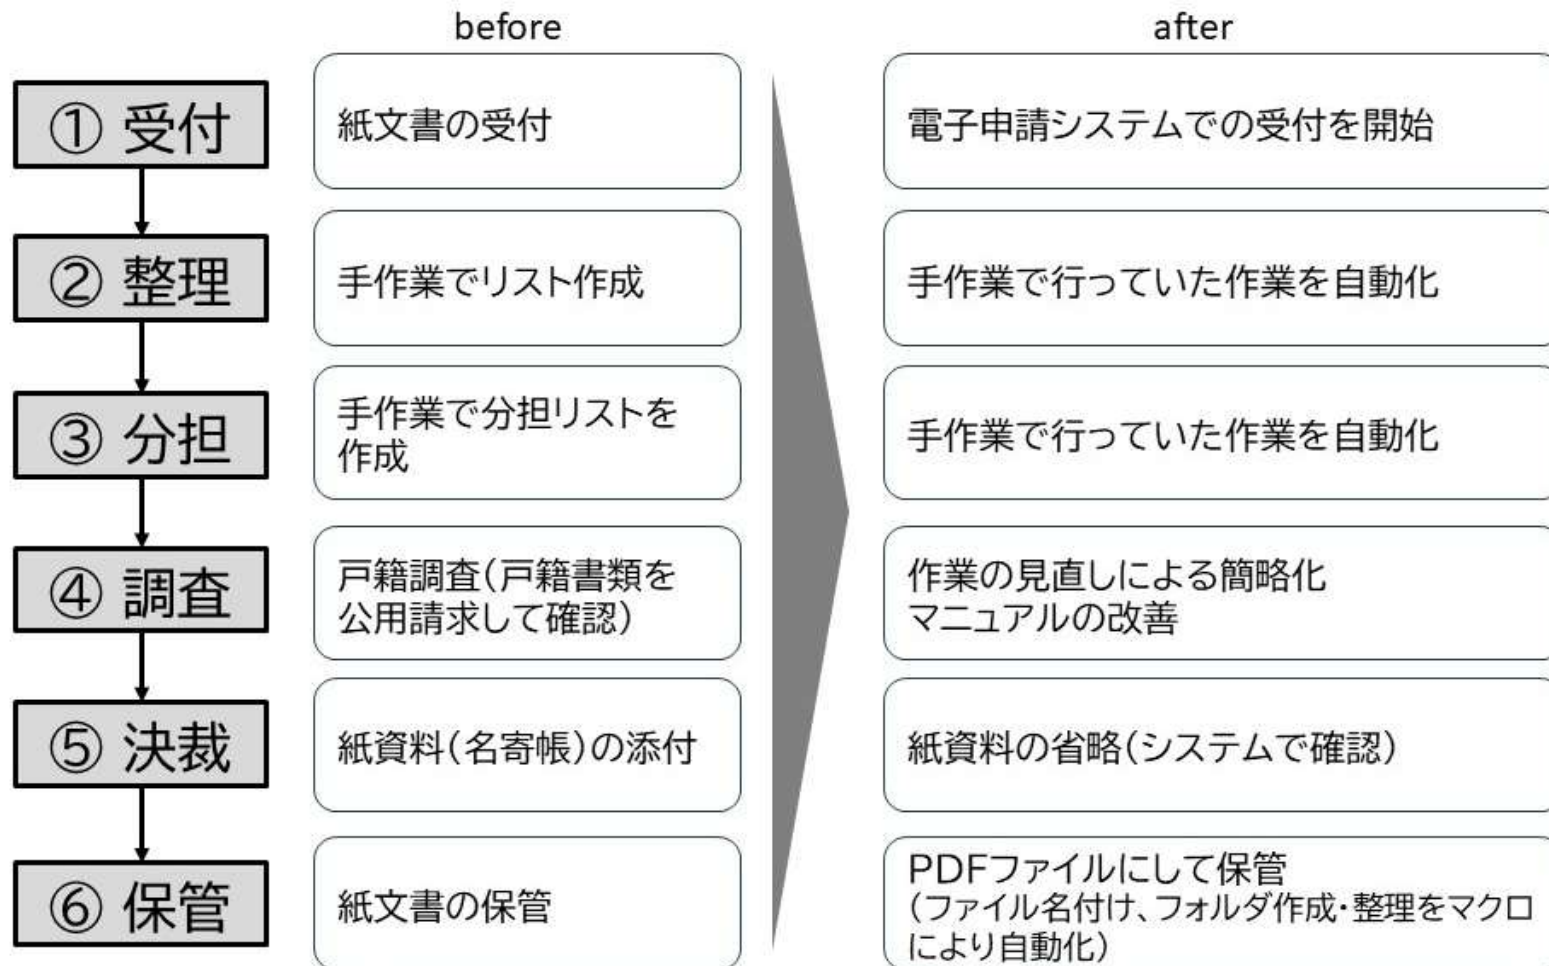 before
after
① 受付
紙文書の受付
電子申請システムでの受付を開始
② 整理
手作業でリスト作成
手作業で行っていた作業を自動化
③ 分担
手作業で分担リストを
作成
手作業で行っていた作業を自動化
④ 調査
戸籍調査(戸籍書類を
公用請求して確認)
作業の見直しによる簡略化
マニュアルの改善
⑤ 決裁
紙資料(名寄帳)の添付
紙資料の省略(システムで確認)
⑥ 保管
紙文書の保管
PDFファイルにして保管
(ファイル名付け、フォルダ作成・整理をマクロ
により自動化)